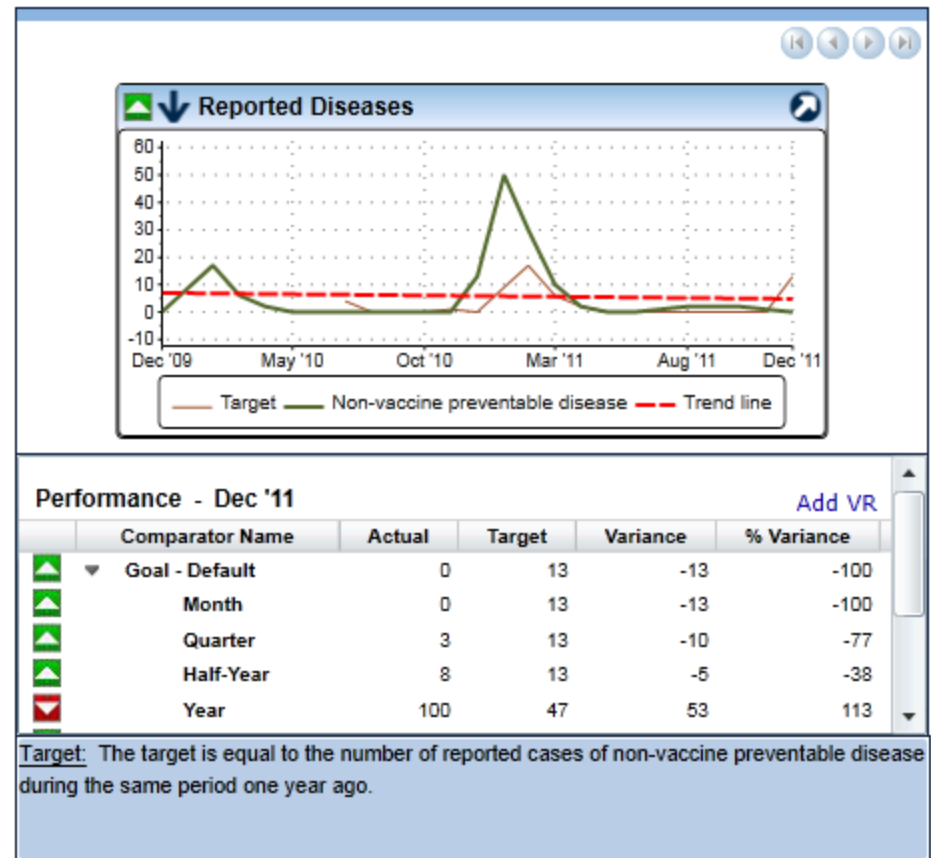 Reported Diseases
60
50
40
30
20
10
0
-10
Dec '09 May '10 Oct '10 Mar '11 Aug '11 Dec '11
Target Non-vaccine preventable disease Trend line
Performance - Dec '11 Add VR
Comparator Name Actual Target Variance % Variance
Goal - Default 0 13 -13 -100
Month 0 13 -13 -100
Quarter 3 13 -10 -77
Half-Year 8 13 -5 -38
Year 100 47 53 113
Target: The target is equal to the number of reported cases of non-vaccine preventable disease
during the same period one year ago.